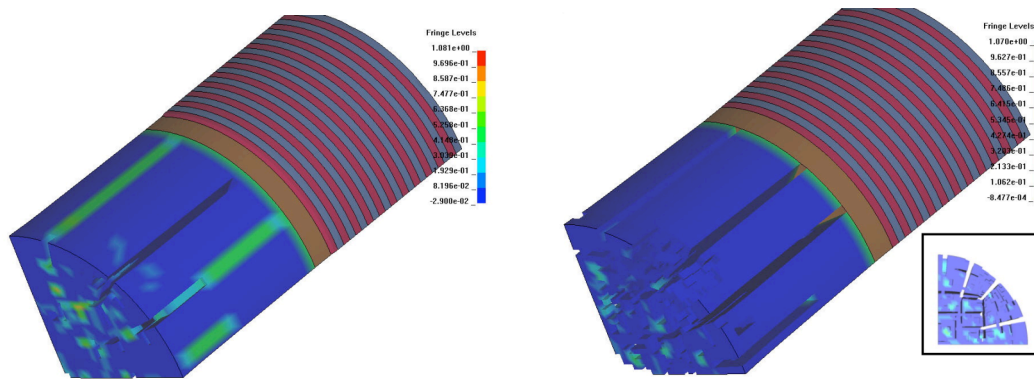 Fringe Levels
1.081e+00
9.696e-01
8.587e-01
7.477e-01
6.368e-01
5.258e-01
4.148e-01
3.039e-01
1.929e-01
8.196e-02
-2.900e-02
Fringe Levels
1.070e+00
9.627e-01
8.557e-01
7.486e-01
6.415e-01
5.345e-01
4.274e-01
3.203e-01
2.133e-01
1.062e-01
-8.477e-04